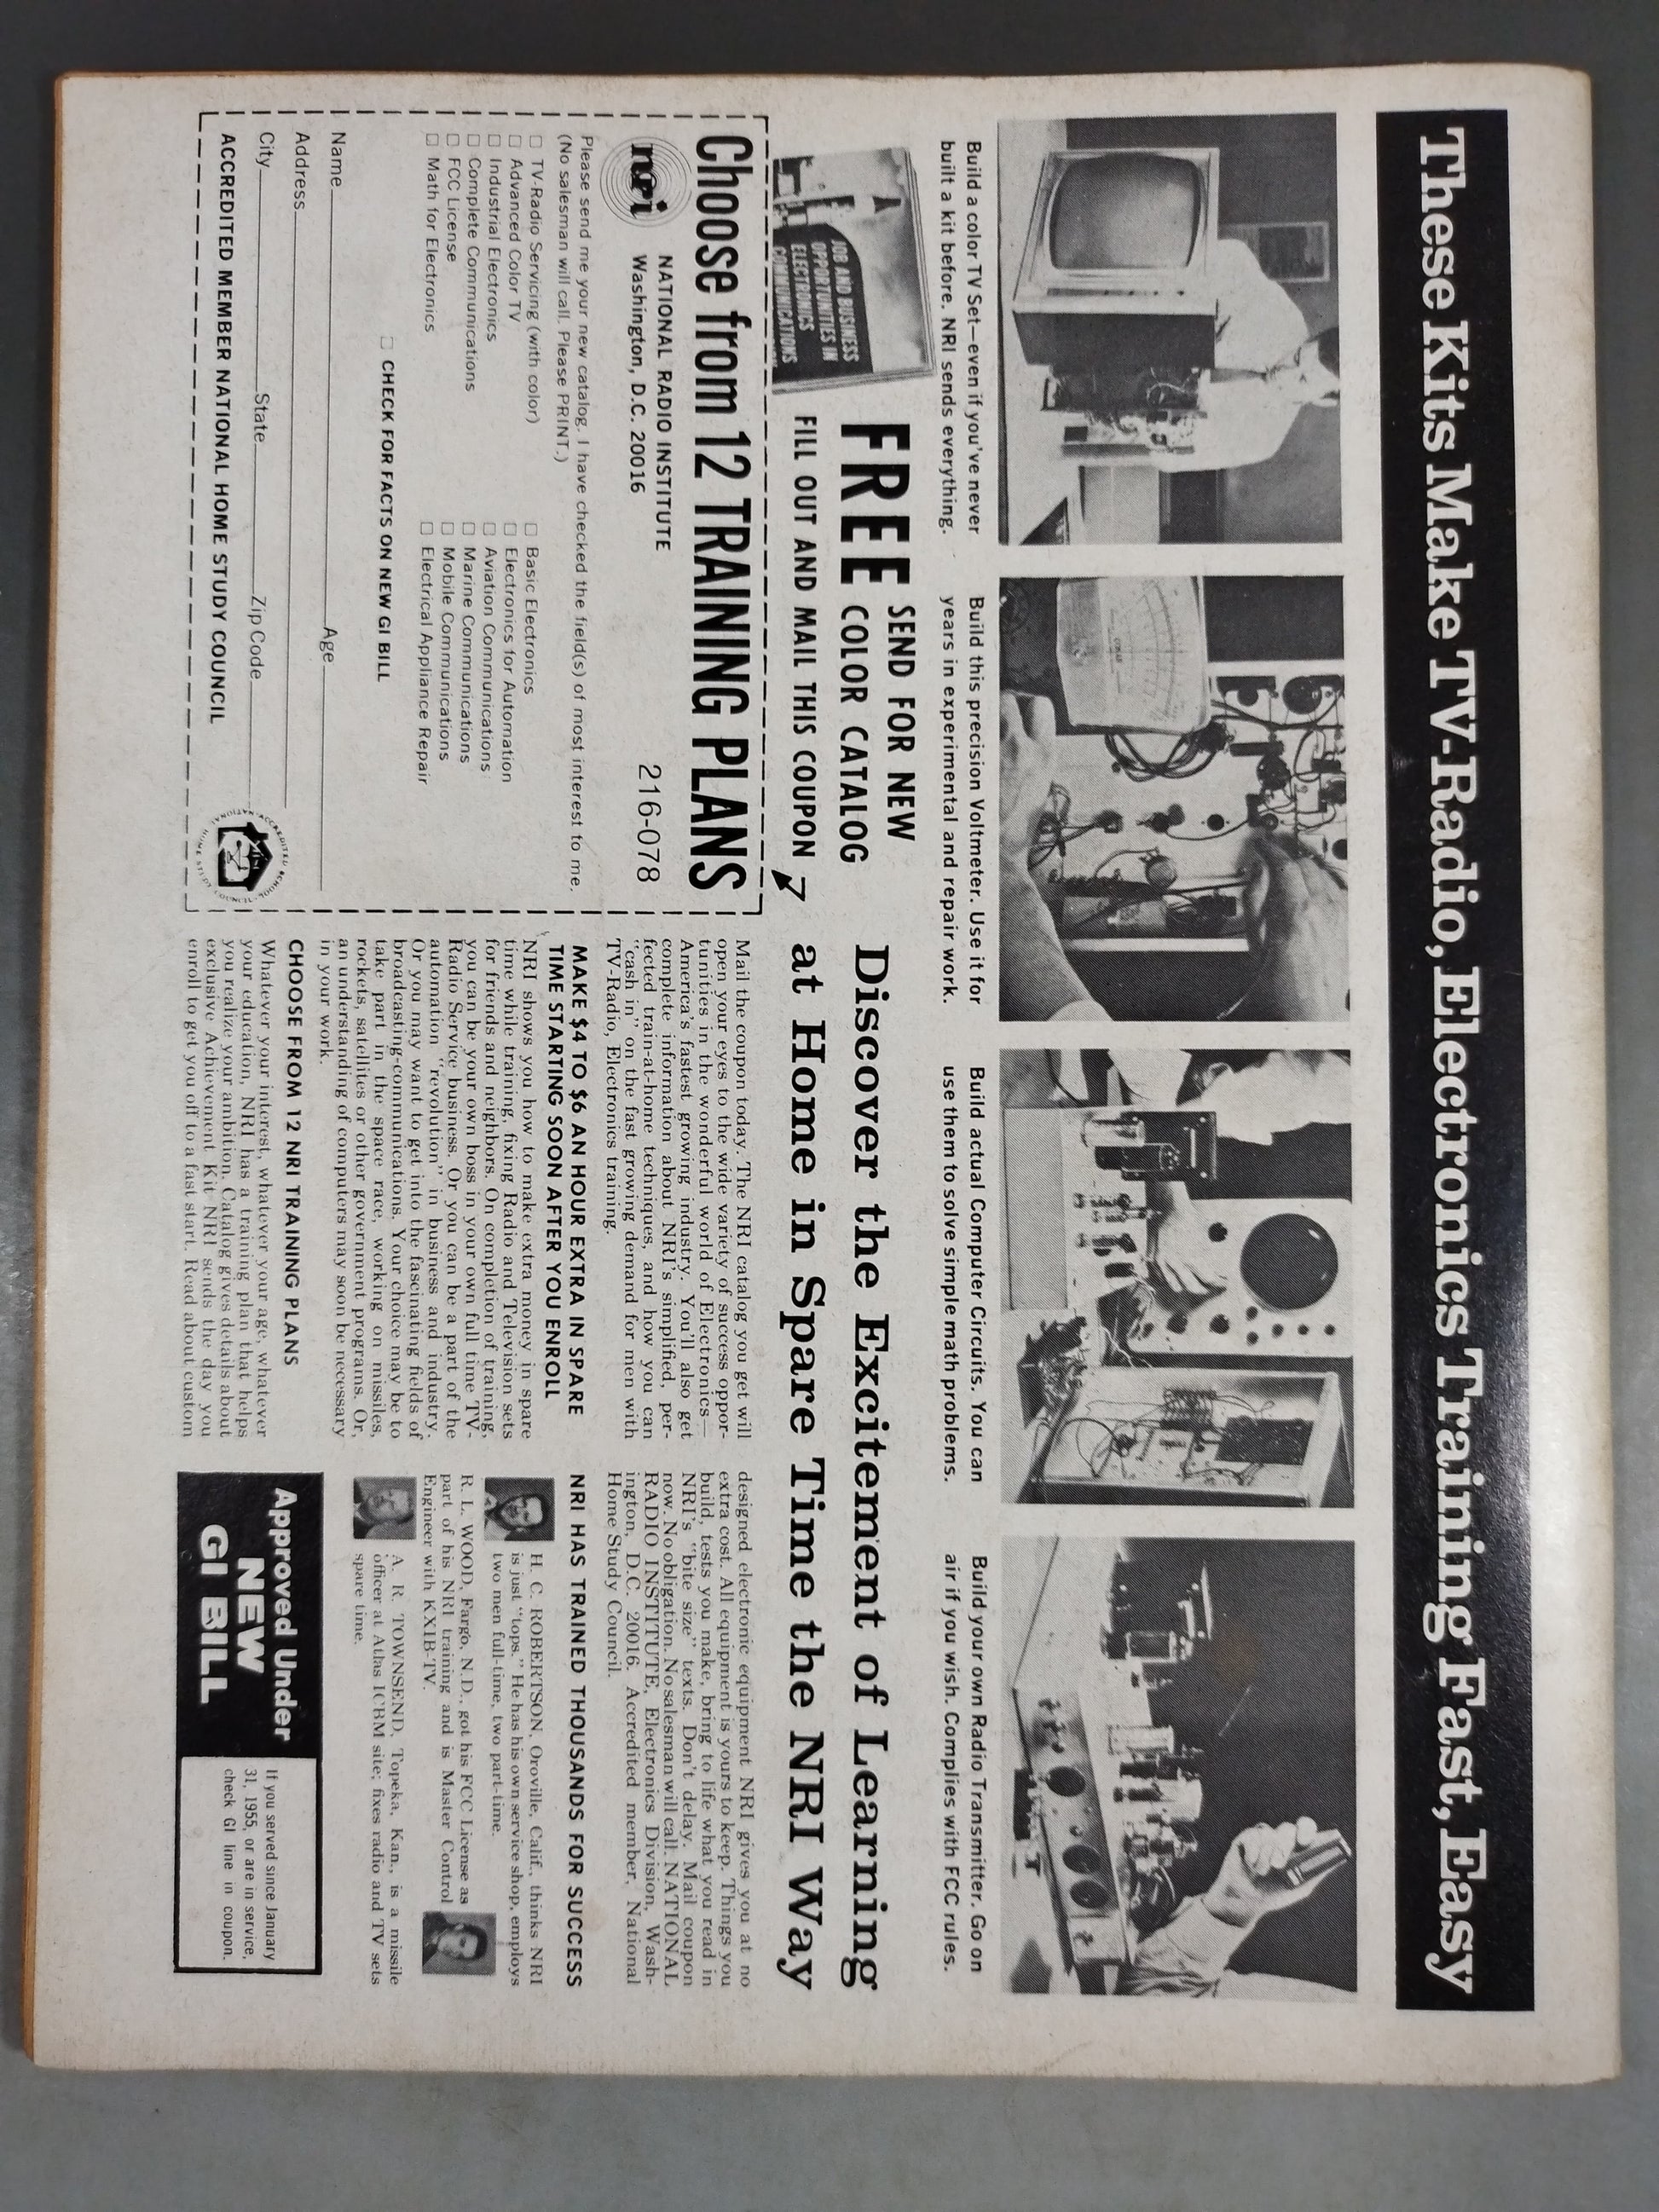 These Kits Make TV-Radio, Electronics Training Fast, Easy
Build a color TV Set—even if you've never
built a kit before. NRI sends everything.
Build this precision Voltmeter. Use it for
years in experimental and repair work.
Build actual Computer Circuits. You can
use them to solve simple math problems.
Build your own Radio Transmitter. Go on
air if you wish. Complies with FCC rules.
JOB AND BUSINESS
OPPORTUNITIES IN
ELECTRONICS
COMMUNICATIONS
FREE SEND FOR NEW
COLOR CATALOG
FILL OUT AND MAIL THIS COUPON
Choose from 12 TRAINING PLANS
nri
NATIONAL RADIO INSTITUTE
Washington, D.C. 20016
216-078
Please send me your new catalog. I have checked the field(s) of most interest to me.
(No salesman will call. Please PRINT.)
□ TV-Radio Servicing (with color)
□ Advanced Color TV
□ Industrial Electronics
□ Complete Communications
□ FCC License
□ Math for Electronics
□ Basic Electronics
□ Electronics for Automation
□ Aviation Communications
□ Marine Communications
□ Mobile Communications
□ Electrical Appliance Repair
□ CHECK FOR FACTS ON NEW GI BILL
Name Age
Address
City State Zip Code
ACCREDITED MEMBER NATIONAL HOME STUDY COUNCIL
ACCREDITED SCHOOL
NATIONAL HOME STUDY COUNCIL
Discover the Excitement of Learning
at Home in Spare Time the NRI Way
Mail the coupon today. The NRI catalog you get will
open your eyes to the wide variety of success oppor-
tunities in the wonderful world of Electronics—
America's fastest growing industry. You'll also get
complete information about NRI's simplified, per-
fected train-at-home techniques, and how you can
"cash in" on the fast growing demand for men with
TV-Radio, Electronics training.
MAKE $4 TO $6 AN HOUR EXTRA IN SPARE
TIME STARTING SOON AFTER YOU ENROLL
NRI shows you how to make extra money in spare
time while training, fixing Radio and Television sets
for friends and neighbors. On completion of training,
you can be your own boss in your own full time TV-
Radio Service business. Or you can be a part of the
automation "revolution" in business and industry.
Or you may want to get into the fascinating fields of
broadcasting-communications. Your choice may be to
take part in the space race, working on missiles,
rockets, satellites or other government programs. Or,
an understanding of computers may soon be necessary
in your work.
CHOOSE FROM 12 NRI TRAINING PLANS
Whatever your interest, whatever your age, whatever
your education, NRI has a training plan that helps
you realize your ambition. Catalog gives details about
exclusive Achievement Kit NRI sends the day you
enroll to get you off to a fast start. Read about custom
designed electronic equipment NRI gives you at no
extra cost. All equipment is yours to keep. Things you
build, tests you make, bring to life what you read in
NRI's "bite size" texts. Don't delay. Mail coupon
now. No obligation. No salesman will call. NATIONAL
RADIO INSTITUTE, Electronics Division, Wash-
ington, D.C. 20016. Accredited member, National
Home Study Council.
NRI HAS TRAINED THOUSANDS FOR SUCCESS
H. C. ROBERTSON, Oroville, Calif., thinks NRI
is just "tops." He has his own service shop, employs
two men full-time, two part-time.
R. L. WOOD, Fargo, N.D., got his FCC License as
part of his NRI training and is Master Control
Engineer with KXIB-TV.
A. R. TOWNSEND, Topeka, Kan., is a missile
officer at Atlas ICBM site; fixes radio and TV sets
spare time.
Approved Under
NEW
GI BILL
If you served since January
31, 1955, or are in service,
check GI line in coupon.